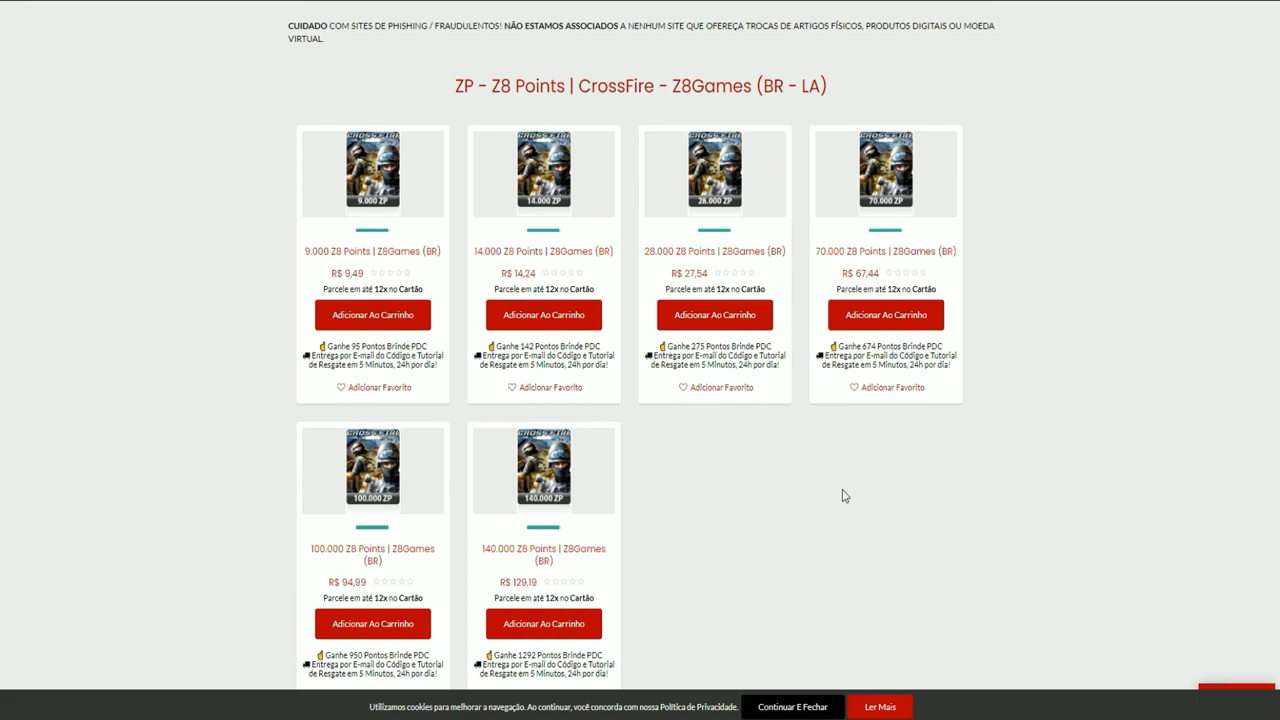 CUIDADO COM SITES DE PHISHING / FRAUDULENTOS! NÃO ESTAMOS ASSOCIADOS A NENHUM SITE QUE OFEREÇA TROCAS DE ARTIGOS FÍSICOS, PRODUTOS DIGITAIS OU MOEDA
VIRTUAL.
ZP - Z8 Points | CrossFire - Z8Games (BR - LA)
CROSSFIRE
9.000 ZP
9.000 Z8 Points | Z8Games (BR)
R$ 9,49
Parcele em até 12x no Cartão
Adicionar Ao Carrinho
Ganhe 95 Pontos Brinde PDC
Entrega por E-mail do Código e Tutorial
de Resgate em 5 Minutos, 24h por dia!
Adicionar Favorito
CROSSFIRE
14.000 ZP
14.000 Z8 Points | Z8Games (BR)
R$ 14,24
Parcele em até 12x no Cartão
Adicionar Ao Carrinho
Ganhe 142 Pontos Brinde PDC
Entrega por E-mail do Código e Tutorial
de Resgate em 5 Minutos, 24h por dia!
Adicionar Favorito
CROSSFIRE
28.000 ZP
28.000 Z8 Points | Z8Games (BR)
R$ 27,54
Parcele em até 12x no Cartão
Adicionar Ao Carrinho
Ganhe 275 Pontos Brinde PDC
Entrega por E-mail do Código e Tutorial
de Resgate em 5 Minutos, 24h por dia!
Adicionar Favorito
CROSSFIRE
70.000 ZP
70.000 Z8 Points | Z8Games (BR)
R$ 67,44
Parcele em até 12x no Cartão
Adicionar Ao Carrinho
Ganhe 674 Pontos Brinde PDC
Entrega por E-mail do Código e Tutorial
de Resgate em 5 Minutos, 24h por dia!
Adicionar Favorito
CROSSFIRE
100.000 ZP
100.000 Z8 Points | Z8Games
(BR)
R$ 94,99
Parcele em até 12x no Cartão
Adicionar Ao Carrinho
Ganhe 950 Pontos Brinde PDC
Entrega por E-mail do Código e Tutorial
de Resgate em 5 Minutos, 24h por dia!
CROSSFIRE
140.000 ZP
140.000 Z8 Points | Z8Games
(BR)
R$ 129,19
Parcele em até 12x no Cartão
Adicionar Ao Carrinho
Ganhe 1292 Pontos Brinde PDC
Entrega por E-mail do Código e Tutorial
de Resgate em 5 Minutos, 24h por dia!
Utilizamos cookies para melhorar a navegação. Ao continuar, você concorda com nossa Política de Privacidade.
Continuar E Fechar
Ler Mais